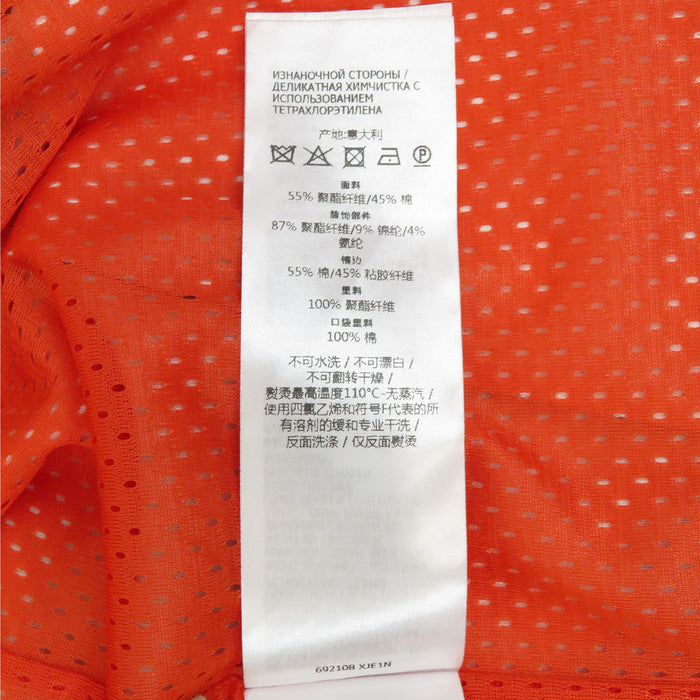 ИЗНАНОЧНОЙ СТОРОНЫ /
ДЕЛИКАТНАЯ ХИМЧИСТКА С
ИСПОЛЬЗОВАНИЕМ
ТЕТРАХЛОРЭТИЛЕНА
产地:意大利
面料
55% 聚酯纤维/45% 棉
装饰部件
87% 聚酯纤维/9% 锦纶/4%
氨纶
镶边
55% 棉/45% 粘胶纤维
里料
100% 聚酯纤维
口袋里料
100% 棉
不可水洗 / 不可漂白 /
不可翻转干燥 /
熨烫最高温度110°C-无蒸汽 /
使用四氯乙烯和符号F代表的所
有溶剂的缓和专业干洗 /
反面洗涤 / 仅反面熨烫
692108 XJE1N